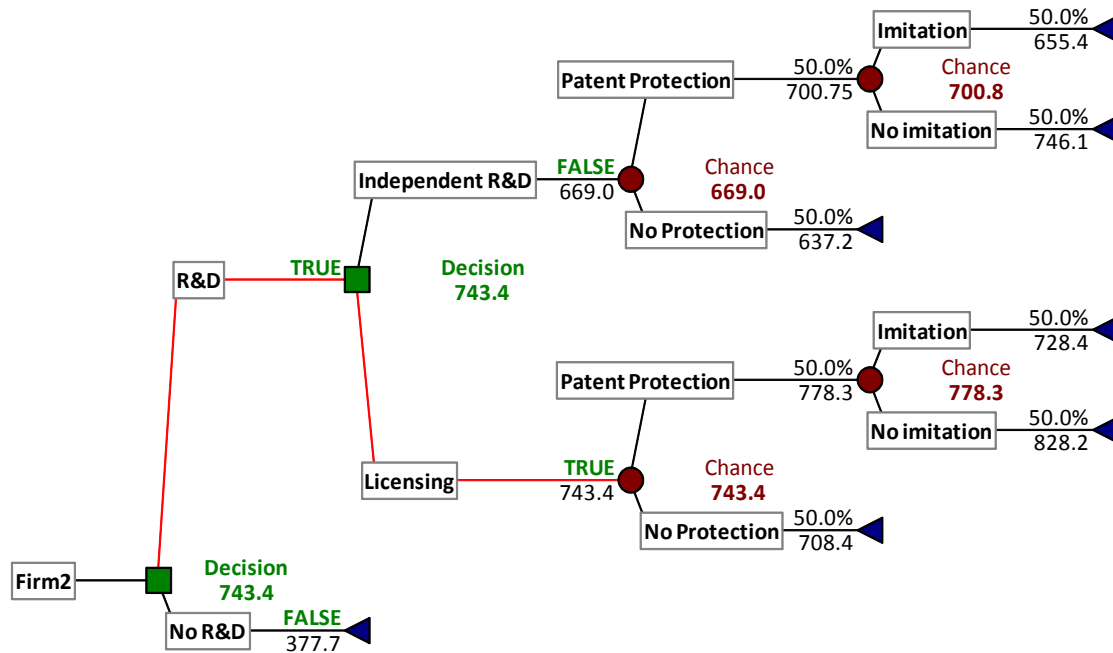 50.0%
Imitation
655.4
50.0%
Chance
Patent Protection
700.75
700.8
50.0%
No imitation
746.1
FALSE
Chance
Independent R&D
669.0
669.0
50.0%
No Protection
637.2
TRUE
Decision
R&D
743.4
50.0%
Imitation
728.4
50.0%
Chance
Patent Protection
778.3
778.3
50.0%
No imitation
828.2
TRUE
Chance
Licensing
743.4
743.4
50.0%
No Protection
708.4
Decision
Firm2
743.4
FALSE
No R&D
377.7